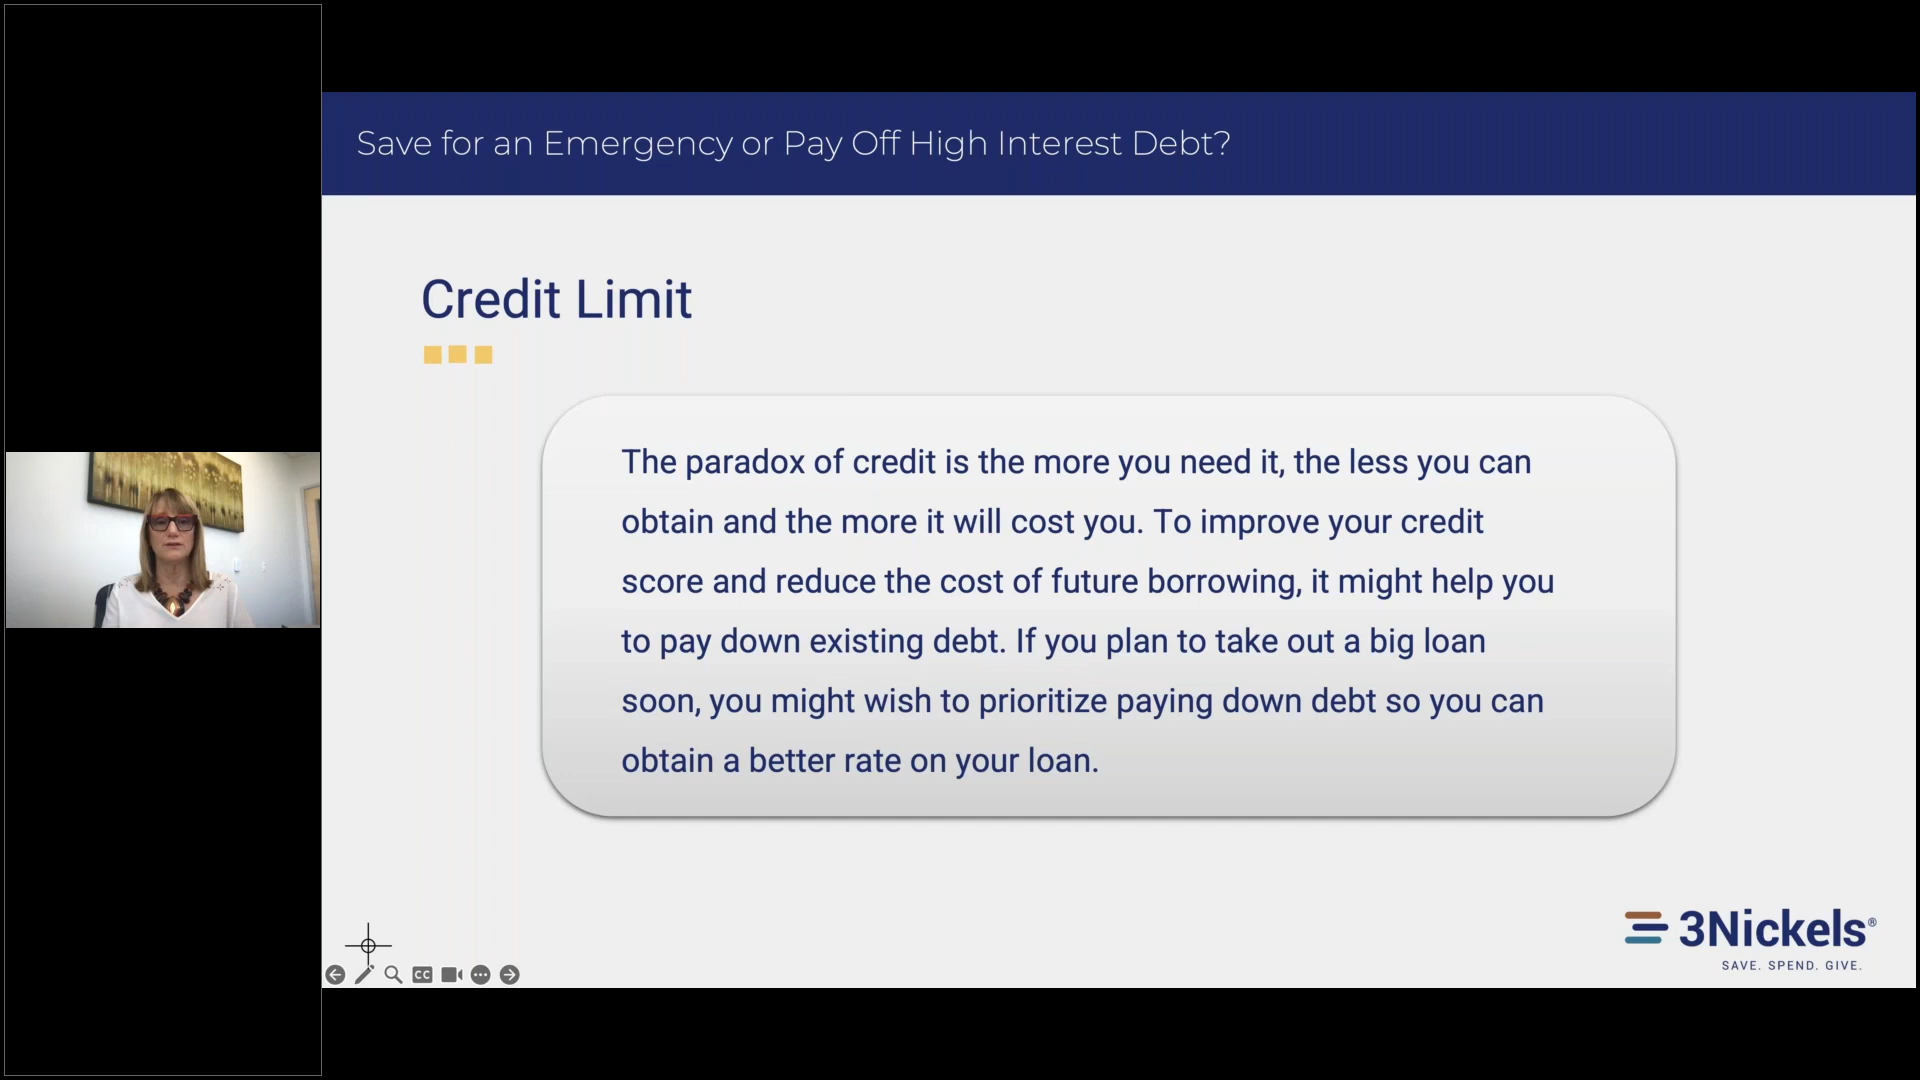 Save for an Emergency or Pay Off High Interest Debt?
Credit Limit
The paradox of credit is the more you need it, the less you can
obtain and the more it will cost you. To improve your credit
score and reduce the cost of future borrowing, it might help you
to pay down existing debt. If you plan to take out a big loan
soon, you might wish to prioritize paying down debt so you can
obtain a better rate on your loan.
3Nickels®
SAVE. SPEND. GIVE.
CC